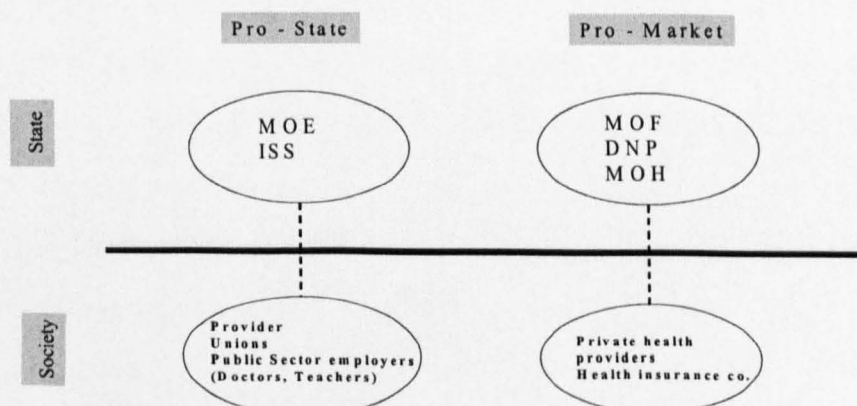 Pro - State
Pro - Market
State
MOE
ISS
MOF
DNP
MOH
Society
Provider
Unions
Public Sector employers
(Doctors, Teachers)
Private health
providers
Health insurance co.